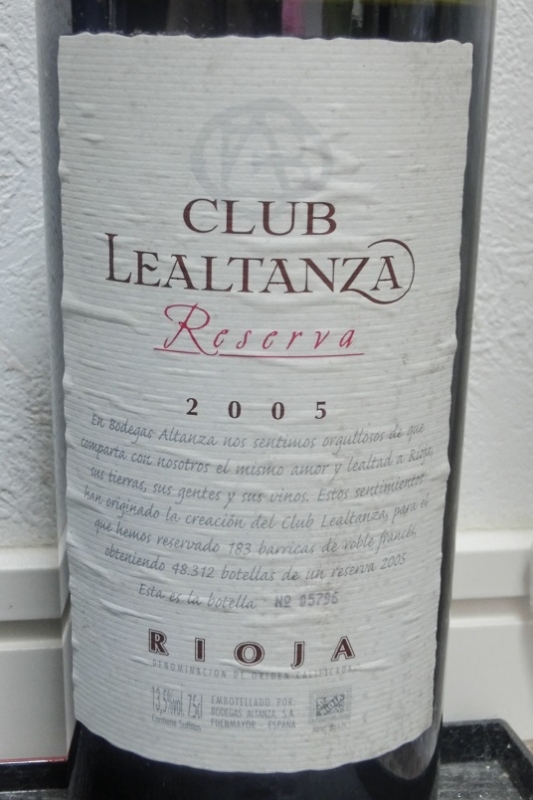 CLUB
LEALTANZA
Reserva
2005
En Bodegas Altanza nos sentimos orgullosos de que
comparta con nosotros el mismo amor y lealtad a Rioja,
sus tierras, sus gentes y sus vinos. Estos sentimientos
han originado la creación del Club Lealtanza, para el
que hemos reservado 183 barricas de roble francés,
obteniendo 48.312 botellas de un reserva 2005
Esta es la botella Nº 05796
RIOJA
DENOMINACION DE ORIGEN CALIFICADA
13,5%vol. 75cl
Contiene Sulfitos
EMBOTELLADO POR
BODEGAS ALTANZA, S.A.
FUENMAYOR - ESPAÑA